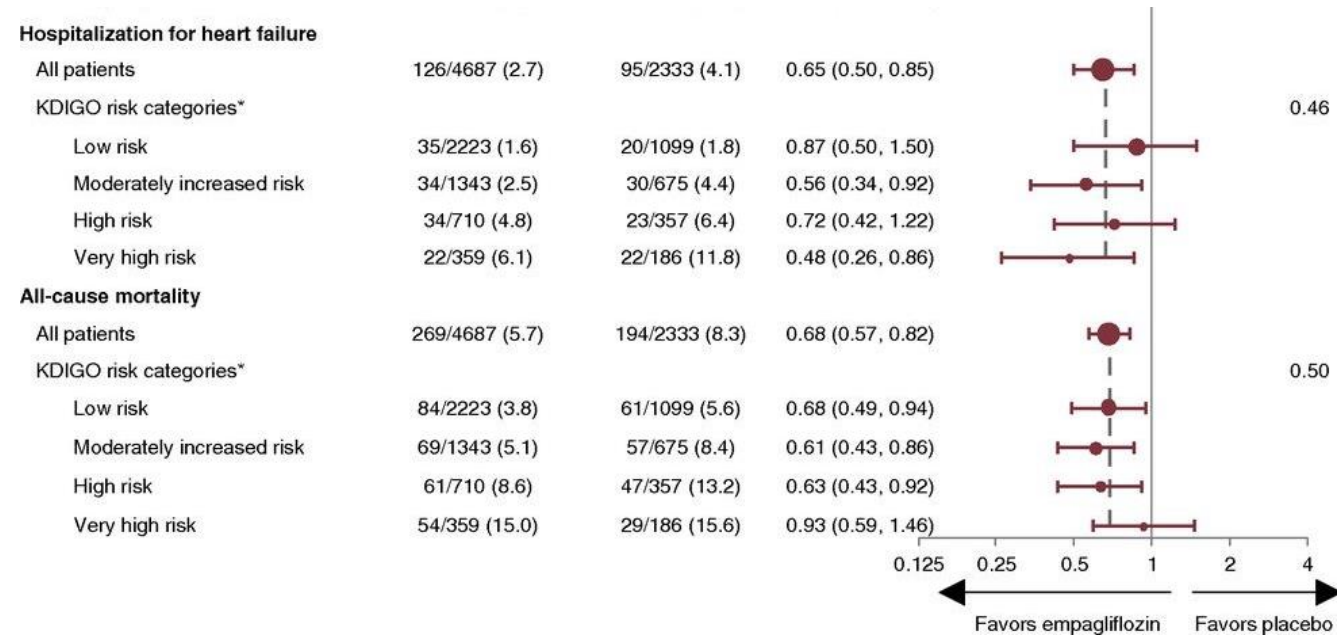 Hospitalization for heart failure
All patients 126/4687 (2.7) 95/2333 (4.1) 0.65 (0.50, 0.85)
KDIGO risk categories* 0.46
Low risk 35/2223 (1.6) 20/1099 (1.8) 0.87 (0.50, 1.50)
Moderately increased risk 34/1343 (2.5) 30/675 (4.4) 0.56 (0.34, 0.92)
High risk 34/710 (4.8) 23/357 (6.4) 0.72 (0.42, 1.22)
Very high risk 22/359 (6.1) 22/186 (11.8) 0.48 (0.26, 0.86)
All-cause mortality
All patients 269/4687 (5.7) 194/2333 (8.3) 0.68 (0.57, 0.82)
KDIGO risk categories* 0.50
Low risk 84/2223 (3.8) 61/1099 (5.6) 0.68 (0.49, 0.94)
Moderately increased risk 69/1343 (5.1) 57/675 (8.4) 0.61 (0.43, 0.86)
High risk 61/710 (8.6) 47/357 (13.2) 0.63 (0.43, 0.92)
Very high risk 54/359 (15.0) 29/186 (15.6) 0.93 (0.59, 1.46)
0.125 0.25 0.5 1 2 4
Favors empagliflozin Favors placebo